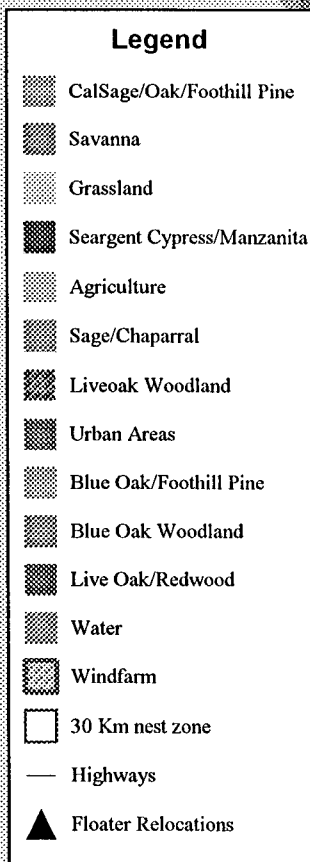 Legend
CalSage/Oak/Foothill Pine
Savanna
Grassland
Seargent Cypress/Manzanita
Agriculture
Sage/Chaparral
Liveoak Woodland
Urban Areas
Blue Oak/Foothill Pine
Blue Oak Woodland
Live Oak/Redwood
Water
Windfarm
30 Km nest zone
Highways
Floater Relocations